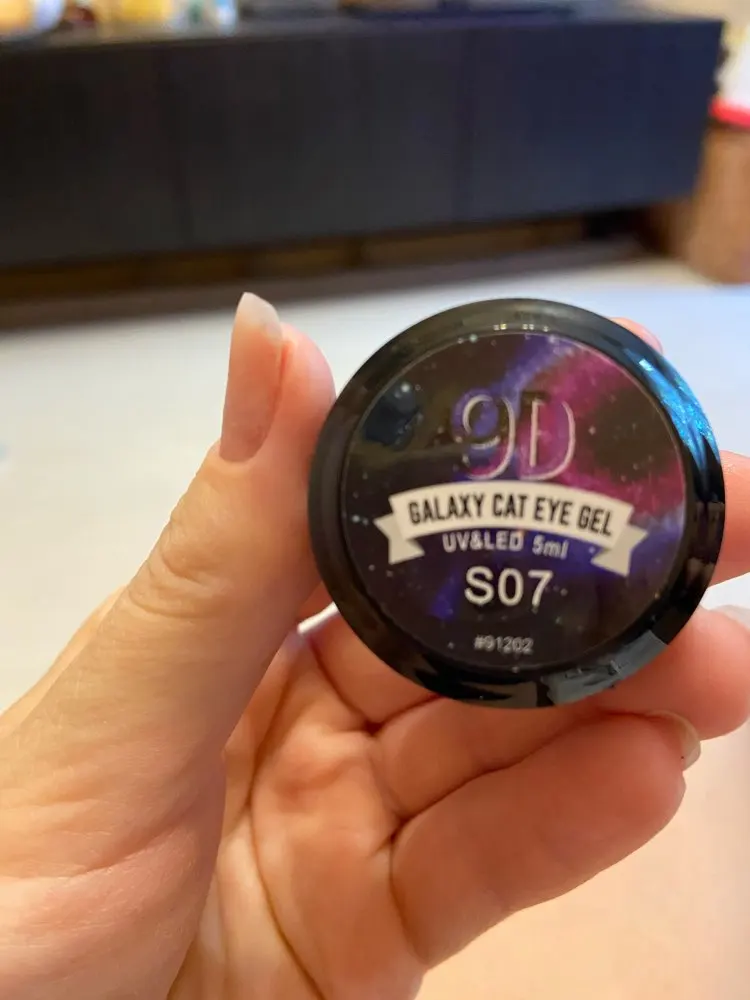 9D
GALAXY CAT EYE GEL
UV&LED 5ml
S07
#91202